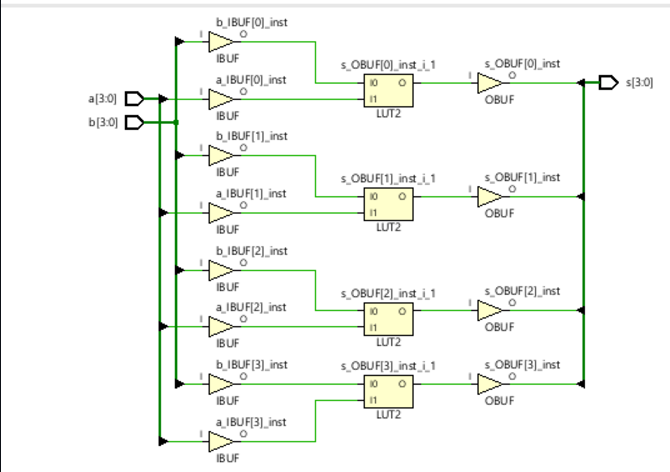 b_IBUF[0]_inst
I O
IBUF
s_OBUF[0]_inst_i_1
I0 O
I1
LUT2
s_OBUF[0]_inst
I O
OBUF
s[3:0]
a_IBUF[0]_inst
I O
IBUF
a[3:0]
b[3:0]
b_IBUF[1]_inst
I O
IBUF
s_OBUF[1]_inst_i_1
I0 O
I1
LUT2
s_OBUF[1]_inst
I O
OBUF
a_IBUF[1]_inst
I O
IBUF
b_IBUF[2]_inst
I O
IBUF
s_OBUF[2]_inst_i_1
I0 O
I1
LUT2
s_OBUF[2]_inst
I O
OBUF
a_IBUF[2]_inst
I O
IBUF
b_IBUF[3]_inst
I O
IBUF
s_OBUF[3]_inst_i_1
I0 O
I1
LUT2
s_OBUF[3]_inst
I O
OBUF
a_IBUF[3]_inst
I O
IBUF